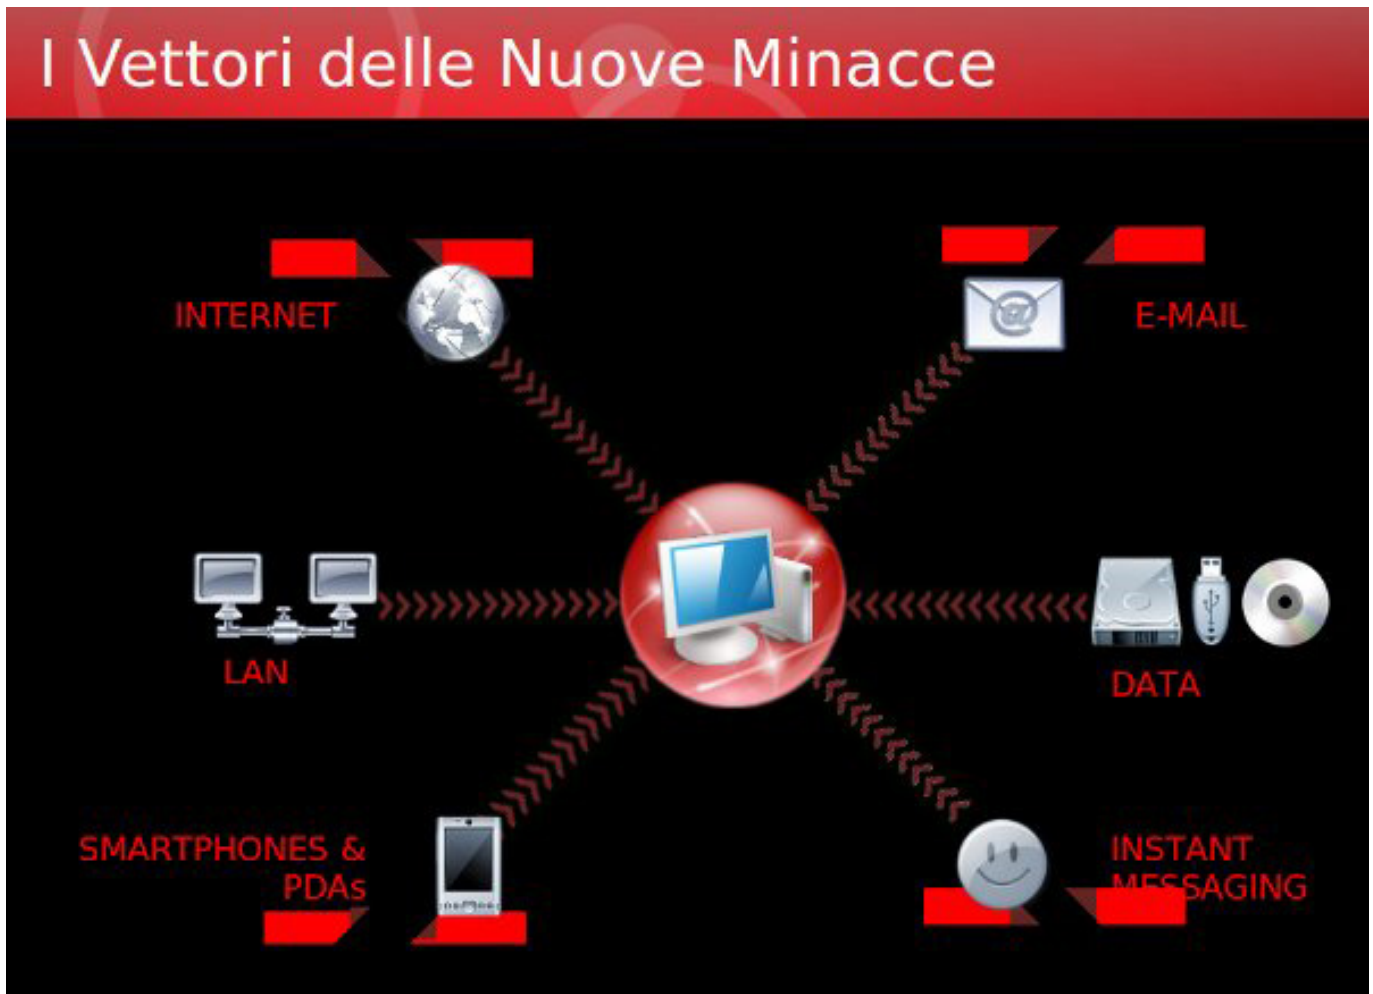 I Vettori delle Nuove Minacce
INTERNET
E-MAIL
LAN
DATA
SMARTPHONES &
PDAs
INSTANT
MESSAGING